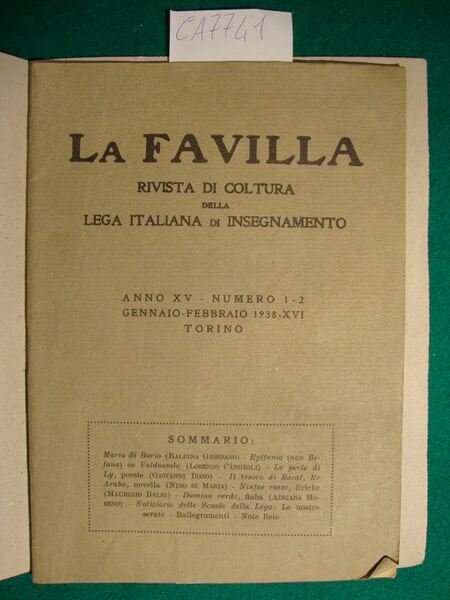 CA7741
LA FAVILLA
RIVISTA DI COLTURA
DELLA
LEGA ITALIANA DI INSEGNAMENTO
ANNO XV - NUMERO 1-2
GENNAIO-FEBBRAIO 1938-XVI
TORINO
SOMMARIO:
Maria di Borio (BALBINA GIORDANO) - Epifania (non Be-
fana) in Valdossola (LORENZO) - Le perle di
Ly, poesie (GIOVANNI BONO) - Il tesoro di Raval, Re
Arabo, novella (NINO DI MARIA) - Ninfee rosse, liriche
(MAURIZIO BALBI) - Damina verde, fiaba (ADRIANA MO-
RENO) - Notiziario delle Scuole della Lega: Le nostre
serate - Rallegramenti - Note liete